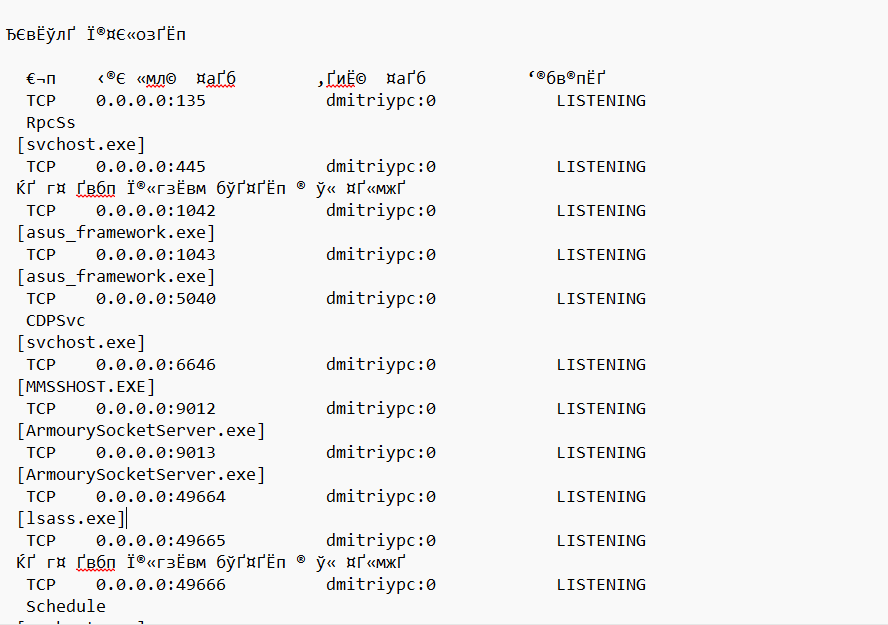 ЂЄвЁўлҐ Ї®¤Є«озҐЁп
€¬п ‹®Є «мл© ¤аҐб ‚ҐиЁ© ¤аҐб ‘®бв®пЁҐ
TCP 0.0.0.0:135 dmitriypc:0 LISTENING
RpcSs
[svchost.exe]
TCP 0.0.0.0:445 dmitriypc:0 LISTENING
ЌҐ г¤ Ґвбп Ї®«гзЁвм бўҐ¤ҐЁп ® ў« ¤Ґ«мжҐ
TCP 0.0.0.0:1042 dmitriypc:0 LISTENING
[asus_framework.exe]
TCP 0.0.0.0:1043 dmitriypc:0 LISTENING
[asus_framework.exe]
TCP 0.0.0.0:5040 dmitriypc:0 LISTENING
CDPSvc
[svchost.exe]
TCP 0.0.0.0:6646 dmitriypc:0 LISTENING
[MMSSHOST.EXE]
TCP 0.0.0.0:9012 dmitriypc:0 LISTENING
[ArmourySocketServer.exe]
TCP 0.0.0.0:9013 dmitriypc:0 LISTENING
[ArmourySocketServer.exe]
TCP 0.0.0.0:49664 dmitriypc:0 LISTENING
[lsass.exe]
TCP 0.0.0.0:49665 dmitriypc:0 LISTENING
ЌҐ г¤ Ґвбп Ї®«гзЁвм бўҐ¤ҐЁп ® ў« ¤Ґ«мжҐ
TCP 0.0.0.0:49666 dmitriypc:0 LISTENING
Schedule